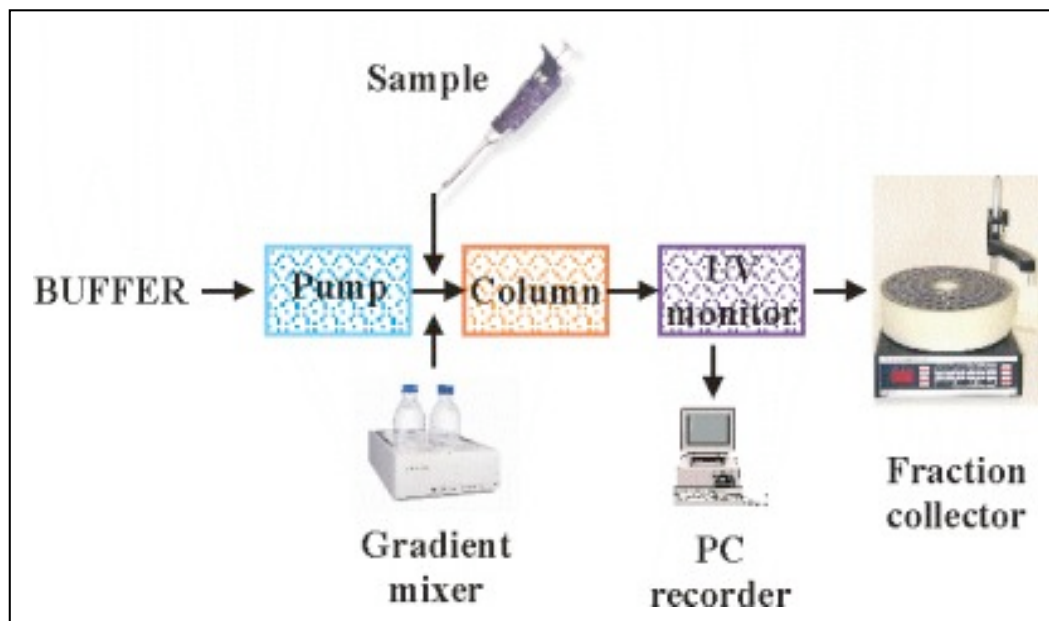 Sample
BUFFER
Pump
Column
UV
monitor
Gradient
mixer
PC
recorder
Fraction
collector